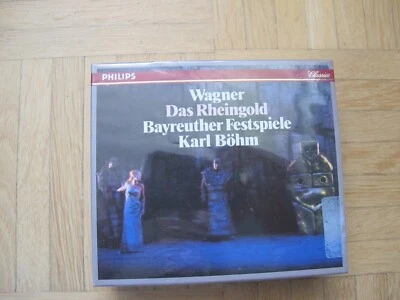 PHILIPS
Classics
Wagner
Das Rheingold
Bayreuther Festspiele
Karl Böhm